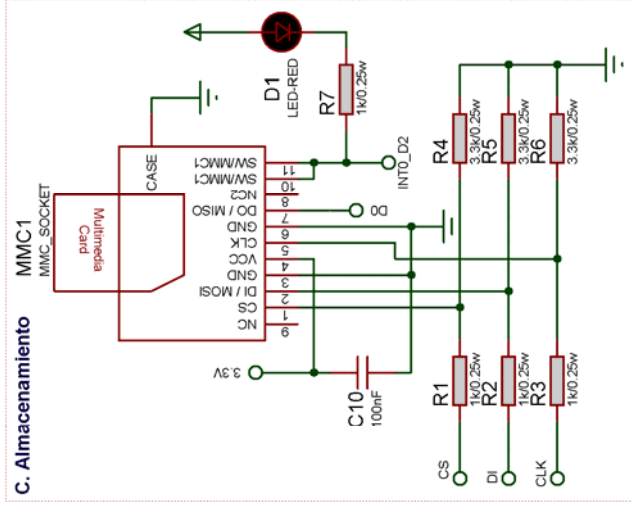 C. Almacenamiento
MMC1
MMC_SOCKET
Multimedia
Card
CASE
SW/MMC1
11
SW/MMC1
10
NC2
8
DO / MISO
7
GND
6
CLK
5
VCC
4
GND
3
DI / MOSI
2
CS
1
NC
9
D1
LED-RED
R7
1k/0.25w
INT0_D2
D0
3.3V
C10
100nF
CS
R1
1k/0.25w
R4
3.3k/0.25w
DI
R2
1k/0.25w
R5
3.3k/0.25w
CLK
R3
1k/0.25w
R6
3.3k/0.25w